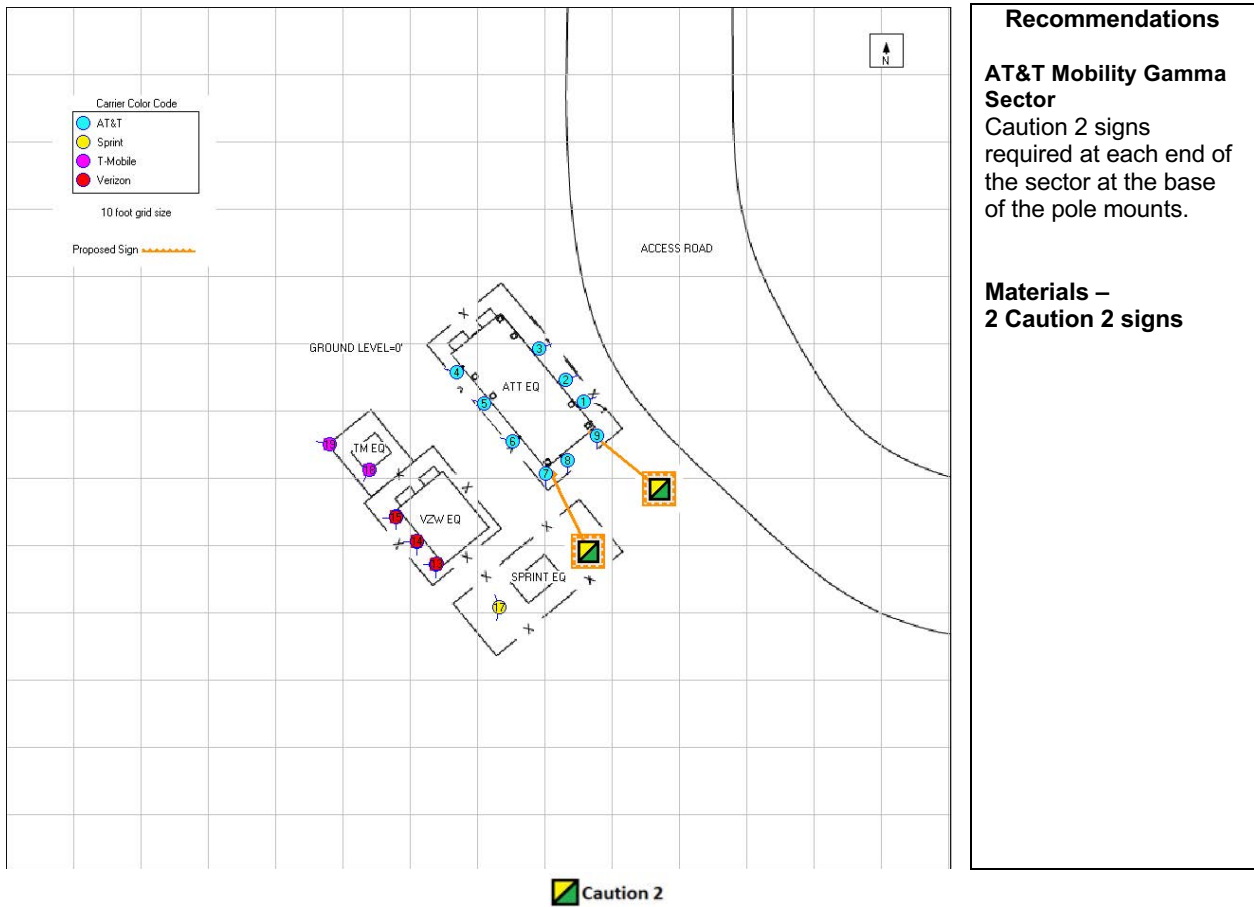 N
Carrier Color Code
AT&T
Sprint
T-Mobile
Verizon
10 foot grid size
Proposed Sign
ACCESS ROAD
GROUND LEVEL=0'
3
4
2
ATT EQ
5
1
9
6
8
7
19
TM EQ
VZW EQ
14
SPRINT EQ
17
Caution 2
Recommendations
AT&T Mobility Gamma
Sector
Caution 2 signs
required at each end of
the sector at the base
of the pole mounts.
Materials –
2 Caution 2 signs